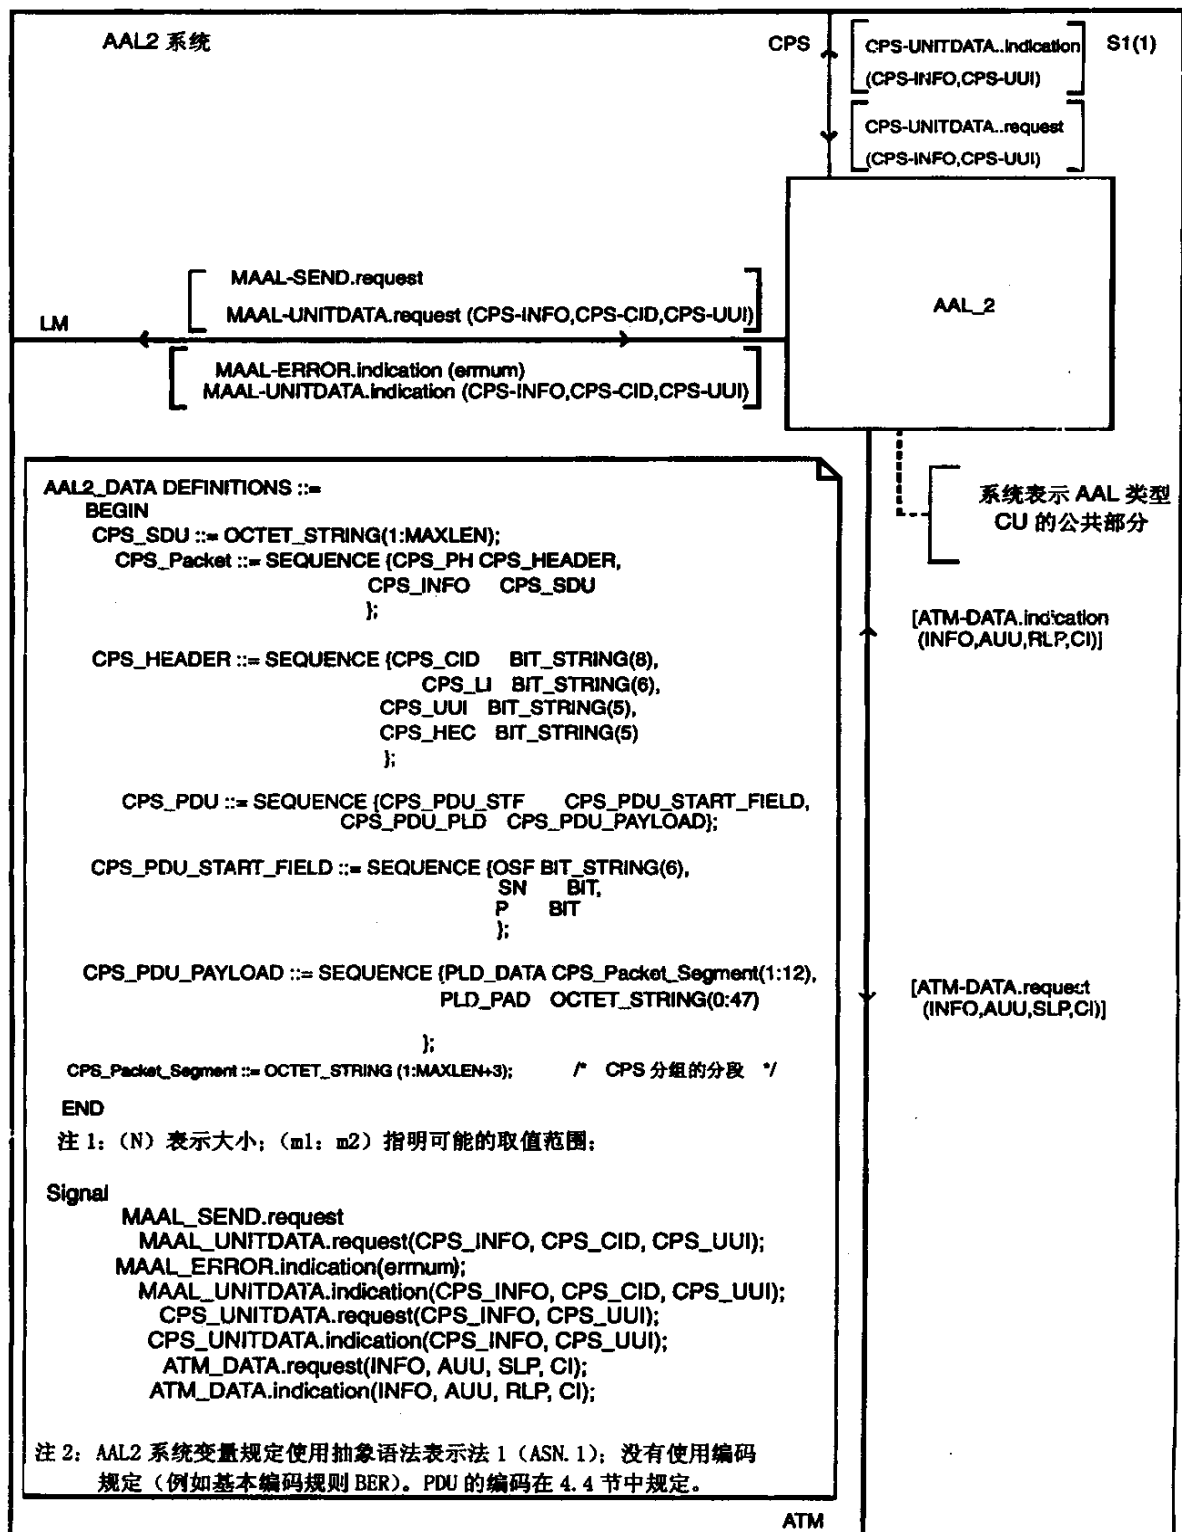 AAL2 系统
CPS
CPS-UNITDATA..indication
(CPS-INFO,CPS-UUI)
S1(1)
CPS-UNITDATA..request
(CPS-INFO,CPS-UUI)
MAAL-SEND.request
MAAL-UNITDATA.request (CPS-INFO,CPS-CID,CPS-UUI)
LM
AAL_2
MAAL-ERROR.indication (errnum)
MAAL-UNITDATA.indication (CPS-INFO,CPS-CID,CPS-UUI)
系统表示 AAL 类型
CU 的公共部分
[ATM-DATA.indication
(INFO,AUU,RLP,CI)]
[ATM-DATA.request
(INFO,AUU,SLP,CI)]
AAL2_DATA DEFINITIONS ::=
BEGIN
CPS_SDU ::= OCTET_STRING(1:MAXLEN);
CPS_Packet ::= SEQUENCE {CPS_PH CPS_HEADER,
CPS_INFO CPS_SDU
};
CPS_HEADER ::= SEQUENCE {CPS_CID BIT_STRING(8),
CPS_LI BIT_STRING(6),
CPS_UUI BIT_STRING(5),
CPS_HEC BIT_STRING(5)
};
CPS_PDU ::= SEQUENCE {CPS_PDU_STF CPS_PDU_START_FIELD,
CPS_PDU_PLD CPS_PDU_PAYLOAD};
CPS_PDU_START_FIELD ::= SEQUENCE {OSF BIT_STRING(6),
SN BIT,
P BIT
};
CPS_PDU_PAYLOAD ::= SEQUENCE {PLD_DATA CPS_Packet_Segment(1:12),
PLD_PAD OCTET_STRING(0:47)
};
CPS_Packet_Segment ::= OCTET_STRING (1:MAXLEN+3); /* CPS 分组的分段 */
END
注 1：（N）表示大小；（m1：m2）指明可能的取值范围；
Signal
MAAL_SEND.request
MAAL_UNITDATA.request(CPS_INFO, CPS_CID, CPS_UUI);
MAAL_ERROR.indication(errnum);
MAAL_UNITDATA.indication(CPS_INFO, CPS_CID, CPS_UUI);
CPS_UNITDATA.request(CPS_INFO, CPS_UUI);
CPS_UNITDATA.indication(CPS_INFO, CPS_UUI);
ATM_DATA.request(INFO, AUU, SLP, CI);
ATM_DATA.indication(INFO, AUU, RLP, CI);
注 2：AAL2 系统变量规定使用抽象语法表示法 1（ASN.1）；没有使用编码
规定（例如基本编码规则 BER）。PDU 的编码在 4.4 节中规定。
ATM